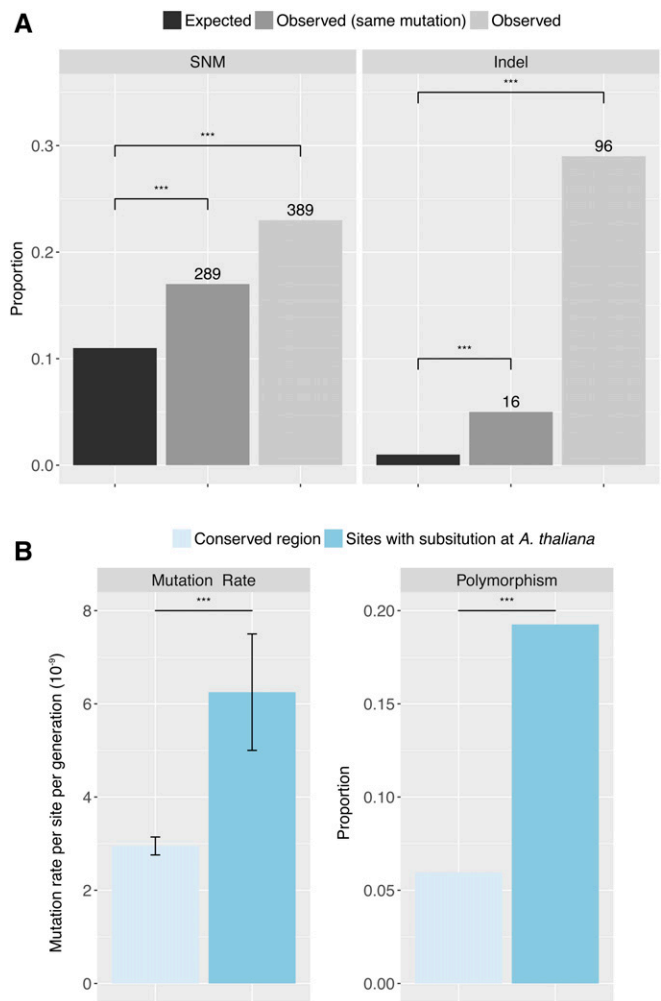 A
Expected Observed (same mutation) Observed
SNM
Indel
Proportion
0.3
0.2
0.1
0.0
***
***
289
389
***
***
16
96
B
Conserved region Sites with subsitution at A. thaliana
Mutation Rate
Polymorphism
Mutation rate per site per generation (10⁻⁹)
8
6
4
2
0
***
Proportion
0.20
0.15
0.10
0.05
0.00
***